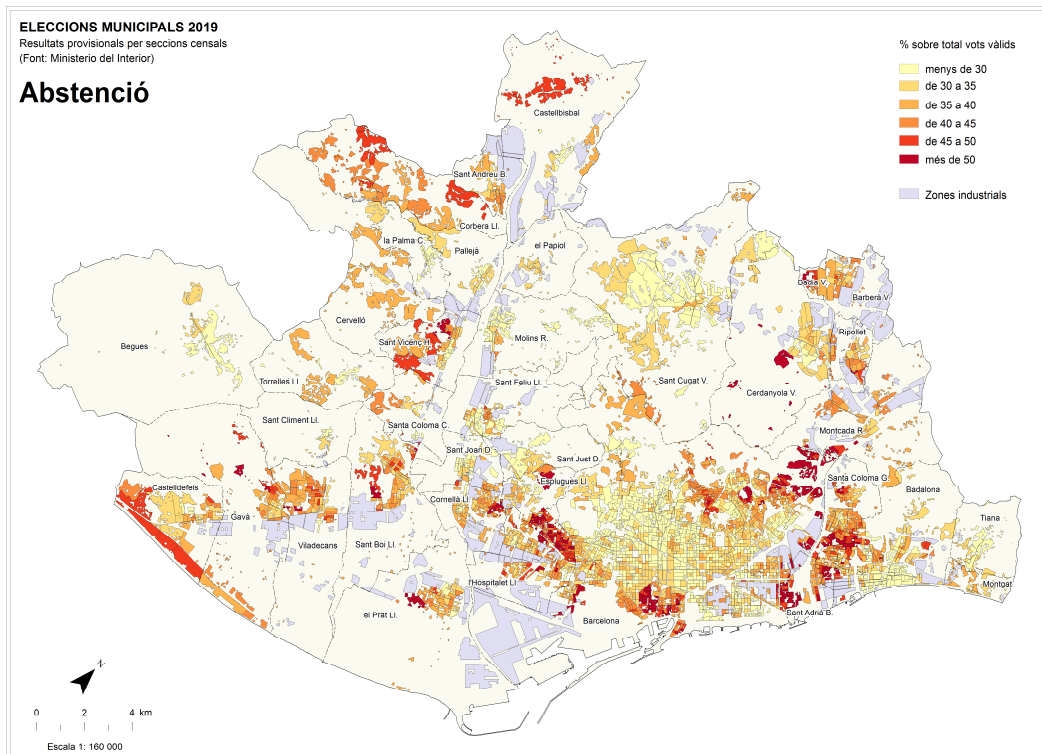 ELECCIONS MUNICIPALS 2019
Resultats provisionals per seccions censals
(Font: Ministerio del Interior)
Abstenció
% sobre total vots vàlids
menys de 30
de 30 a 35
de 35 a 40
de 40 a 45
de 45 a 50
més de 50
Zones industrials
Castellbisbal
Sant Andreu B.
Corbera Ll.
la Palma C.
Pallejà
el Papiol
Badia V.
Barberà V.
Cervelló
Ripollet
Begues
Sant Vicenç H.
Molins R.
Torrelles Ll.
Sant Feliu Ll.
Sant Cugat V.
Cerdanyola V.
Sant Climent Ll.
Santa Coloma C.
Montcada R.
Sant Joan D.
Sant Just D.
Esplugues Ll.
Santa Coloma G.
Castelldefels
Cornellà Ll.
Badalona
Gavà
Tiana
Viladecans
Sant Boi Ll.
l'Hospitalet Ll.
Montgat
el Prat Ll.
Barcelona
Sant Adrià B.
N
0 2 4 km
Escala 1: 160 000